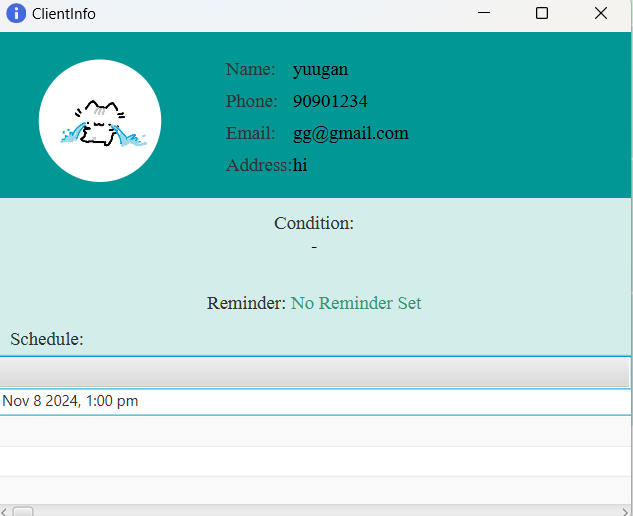 ClientInfo
Name: yuugan
Phone: 90901234
Email: gg@gmail.com
Address:hi
Condition:
-
Reminder: No Reminder Set
Schedule:
Nov 8 2024, 1:00 pm